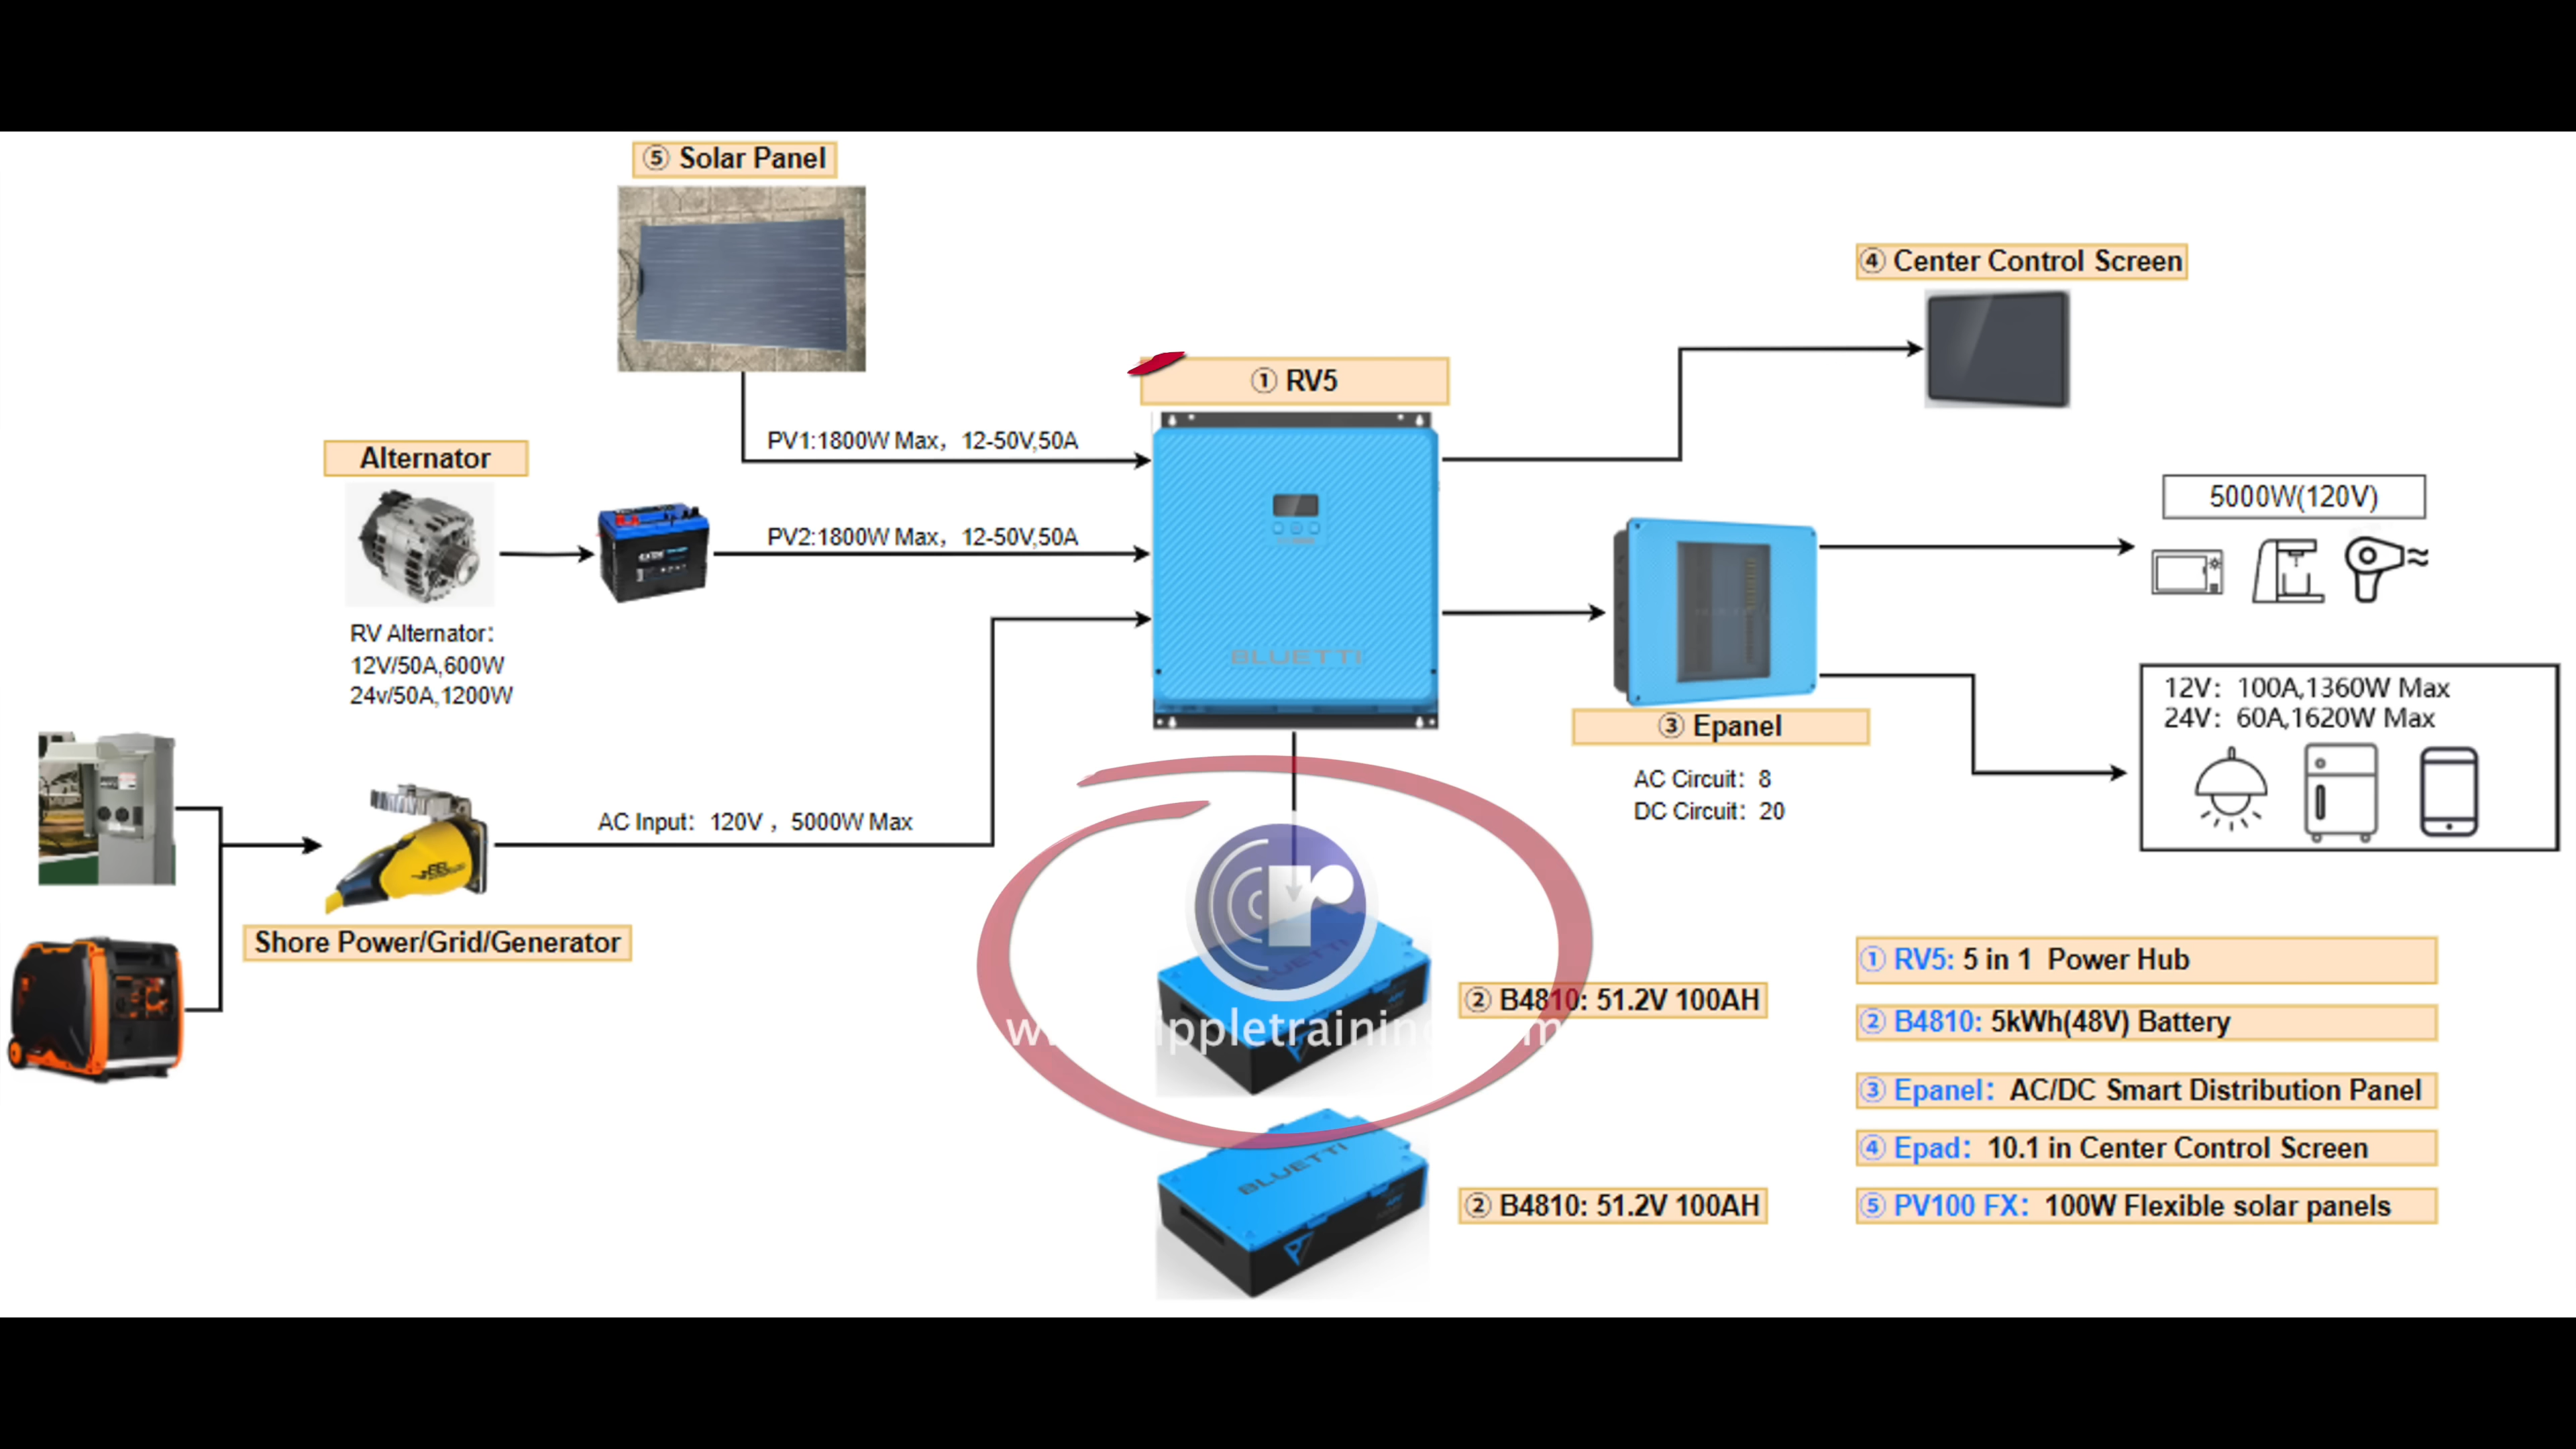 ⑤ Solar Panel
④ Center Control Screen
① RV5
PV1:1800W Max, 12-50V,50A
Alternator
5000W(120V)
PV2:1800W Max, 12-50V,50A
RV Alternator:
12V/50A,600W
24v/50A,1200W
BLUETTI
12V: 100A,1360W Max
24V: 60A,1620W Max
③ Epanel
AC Circuit: 8
DC Circuit: 20
AC Input: 120V , 5000W Max
Shore Power/Grid/Generator
r
BLUETTI
② B4810: 51.2V 100AH
BLUETTI
② B4810: 51.2V 100AH
① RV5: 5 in 1 Power Hub
② B4810: 5kWh(48V) Battery
③ Epanel: AC/DC Smart Distribution Panel
④ Epad: 10.1 in Center Control Screen
⑤ PV100 FX: 100W Flexible solar panels